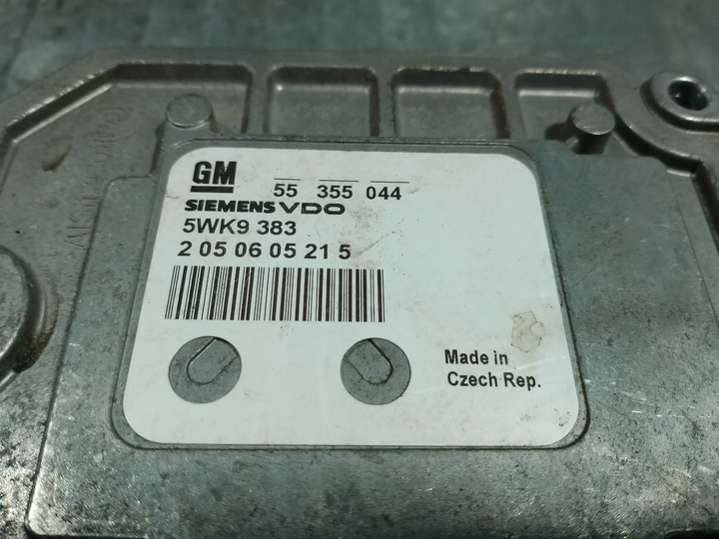 GM 55 355 044
SIEMENS VDO
5WK9 383
2 05 06 05 21 5
Made in
Czech Rep.